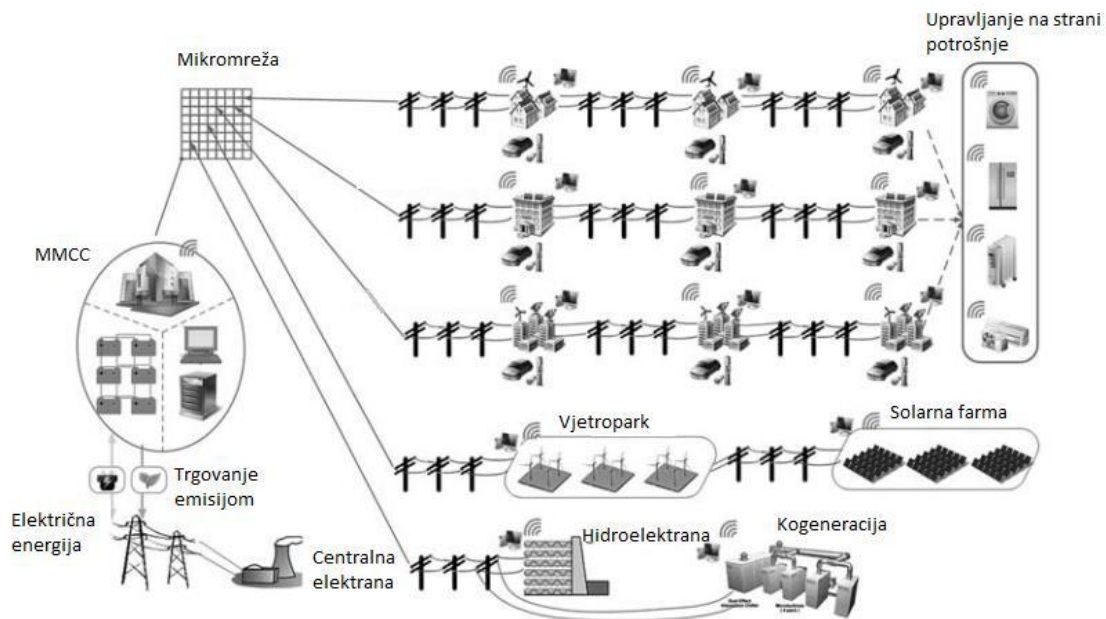 Upravljanje na strani
potrošnje
Mikromreža
MMCC
Vjetropark
Solarna farma
Trgovanje
emisijom
Električna
energija
Centralna
elektrana
Hidroelektrana
Kogeneracija